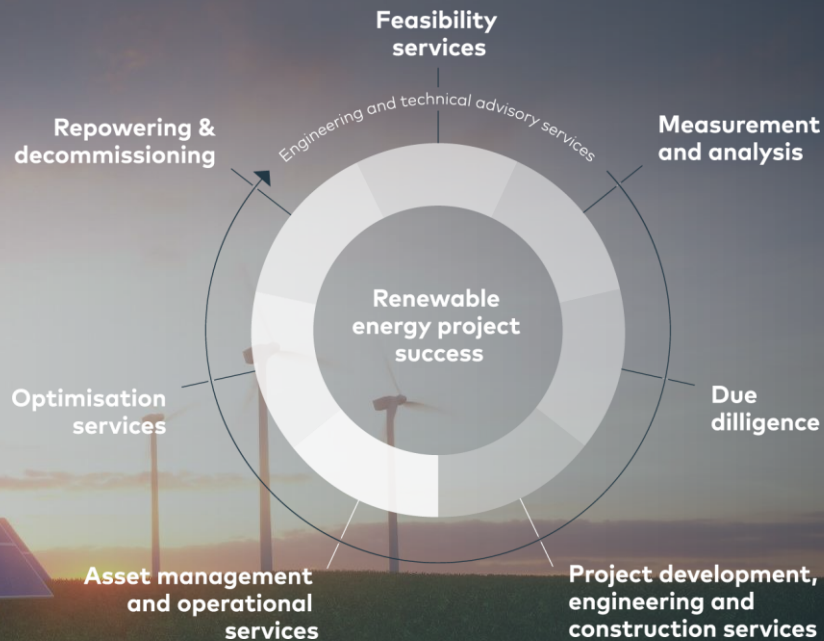 Feasibility
services
Engineering and technical advisory services
Repowering &
decommissioning
Measurement
and analysis
Renewable
energy project
success
Optimisation
services
Due
dilligence
Asset management
and operational
services
Project development,
engineering and
construction services